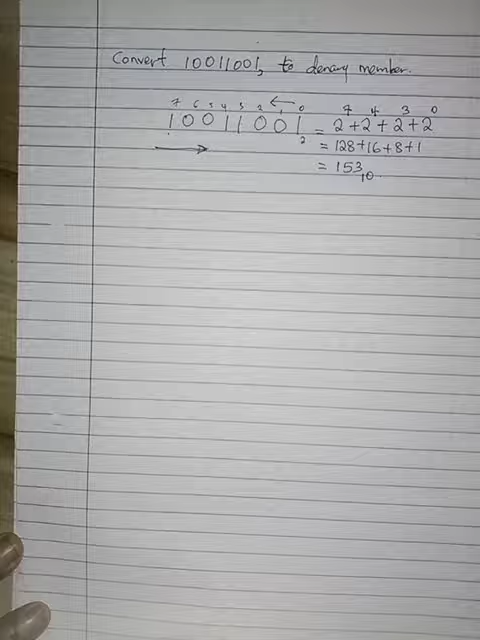 Convert 10011001₂ to denary member.
7 6 5 4 3 2 1 0
10011001₂ = 2⁷+2⁴+2³+2⁰
= 128+16+8+1
= 153₁₀